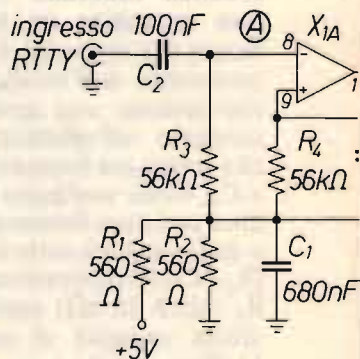 ingresso
RTTY
100nF
C2
A
X1A
8
-
+
9
1
R3
56kΩ
R4
56kΩ
:
R1
560
Ω
R2
560
Ω
C1
680nF
+5V